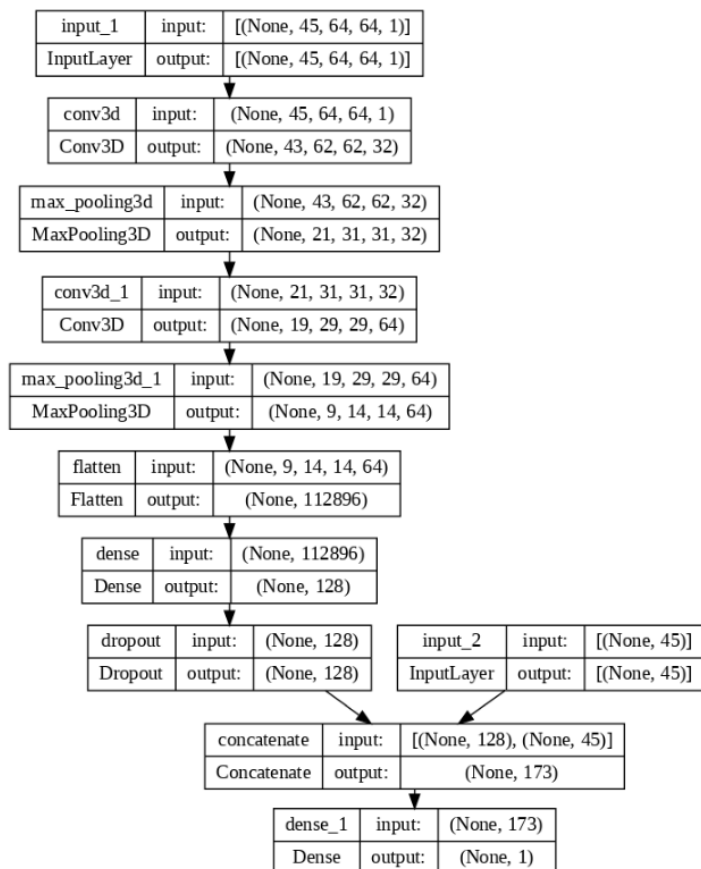 input_1 input: [(None, 45, 64, 64, 1)]
InputLayer output: [(None, 45, 64, 64, 1)]
conv3d input: (None, 45, 64, 64, 1)
Conv3D output: (None, 43, 62, 62, 32)
max_pooling3d input: (None, 43, 62, 62, 32)
MaxPooling3D output: (None, 21, 31, 31, 32)
conv3d_1 input: (None, 21, 31, 31, 32)
Conv3D output: (None, 19, 29, 29, 64)
max_pooling3d_1 input: (None, 19, 29, 29, 64)
MaxPooling3D output: (None, 9, 14, 14, 64)
flatten input: (None, 9, 14, 14, 64)
Flatten output: (None, 112896)
dense input: (None, 112896)
Dense output: (None, 128)
dropout input: (None, 128)
Dropout output: (None, 128)
input_2 input: [(None, 45)]
InputLayer output: [(None, 45)]
concatenate input: [(None, 128), (None, 45)]
Concatenate output: (None, 173)
dense_1 input: (None, 173)
Dense output: (None, 1)